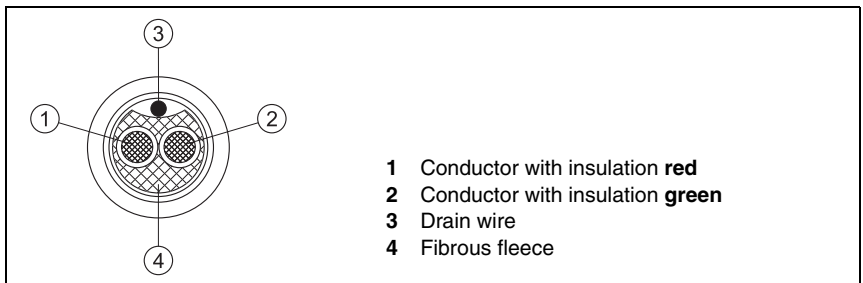 3
1
2
4
1 Conductor with insulation red
2 Conductor with insulation green
3 Drain wire
4 Fibrous fleece